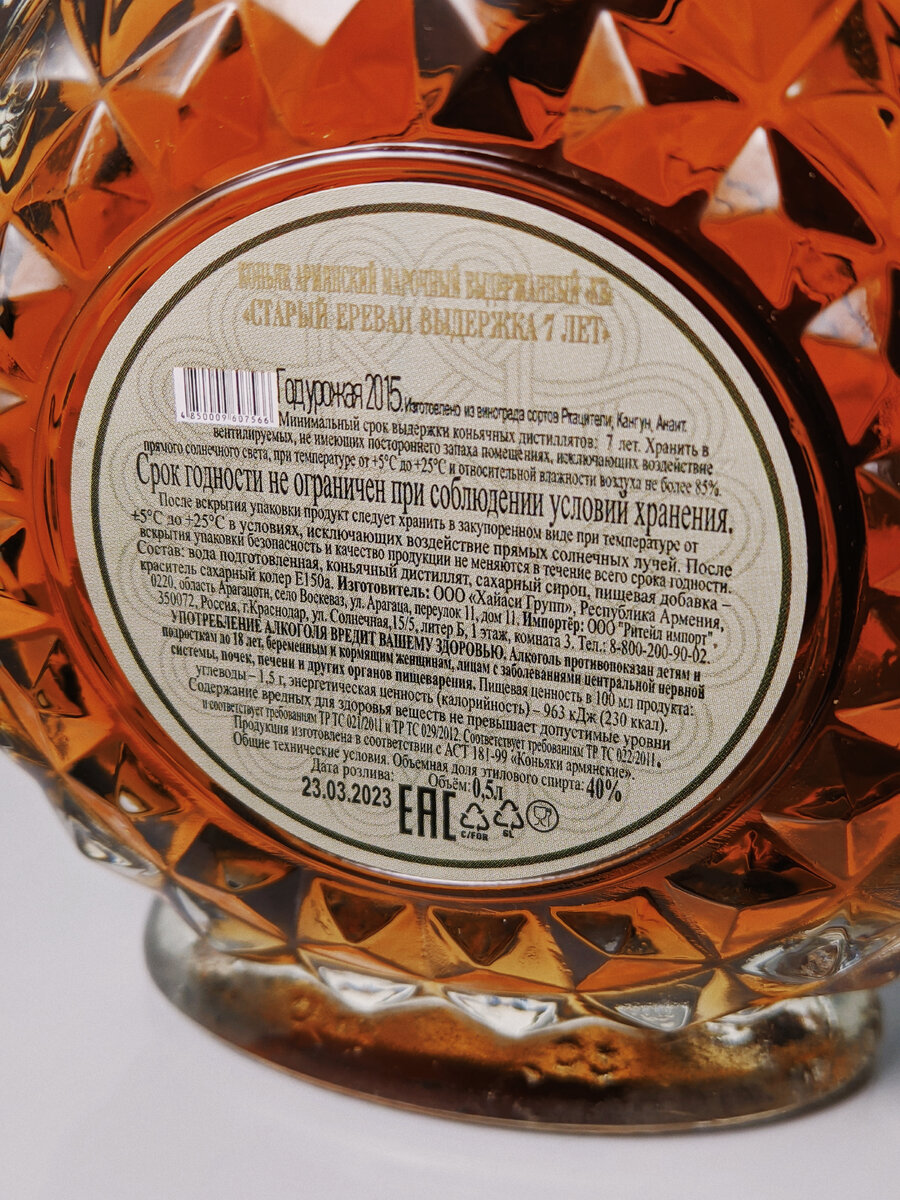 КОНЬЯК АРМЯНСКИЙ МАРОЧНЫЙ ВЫДЕРЖАННЫЙ «КВ»
«СТАРЫЙ ЕРЕВАН ВЫДЕРЖКА 7 ЛЕТ»
4850009607566
Год урожая 2015. Изготовлено из винограда сортов Ркацители, Кангун, Анаит.
Минимальный срок выдержки коньячных дистиллятов: 7 лет. Хранить в
вентилируемых, не имеющих постороннего запаха помещениях, исключающих воздействие
прямого солнечного света, при температуре от +5°С до +25°С и относительной влажности воздуха не более 85%.
Срок годности не ограничен при соблюдении условий хранения.
После вскрытия упаковки продукт следует хранить в закупоренном виде при температуре от
+5°С до +25°С в условиях, исключающих воздействие прямых солнечных лучей. После
вскрытия упаковки безопасность и качество продукции не меняются в течение всего срока годности.
Состав: вода подготовленная, коньячный дистиллят, сахарный сироп, пищевая добавка –
краситель сахарный колер Е150а. Изготовитель: ООО «Хайаси Групп», Республика Армения,
0220, область Арагацотн, село Воскеваз, ул. Арагаца, переулок 11, дом 11. Импортёр: ООО "Ритейл импорт",
350072, Россия, г.Краснодар, ул. Солнечная,15/5, литер Б, 1 этаж, комната 3. Тел.: 8-800-200-90-02.
УПОТРЕБЛЕНИЕ АЛКОГОЛЯ ВРЕДИТ ВАШЕМУ ЗДОРОВЬЮ. Алкоголь противопоказан детям и
подросткам до 18 лет, беременным и кормящим женщинам, лицам с заболеваниями центральной нервной
системы, почек, печени и других органов пищеварения. Пищевая ценность в 100 мл продукта:
углеводы – 1,5 г, энергетическая ценность (калорийность) – 963 кДж (230 ккал).
Содержание вредных для здоровья веществ не превышает допустимые уровни
и соответствует требованиям ТР ТС 021/2011 и ТР ТС 029/2012. Соответствует требованиям ТР ТС 022/2011.
Продукция изготовлена в соответствии с АСТ 181-99 «Коньяки армянские».
Общие технические условия. Объемная доля этилового спирта: 40%
Дата розлива: Объём: 0,5л
23.03.2023 EAC C/FOR GL